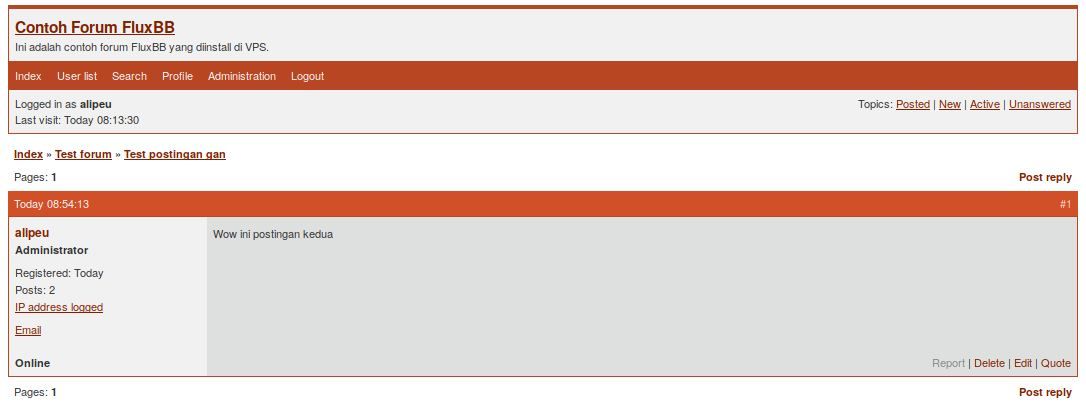 Contoh Forum FluxBB
Ini adalah contoh forum FluxBB yang diinstall di VPS.
Index User list Search Profile Administration Logout
Logged in as alipeu
Topics: Posted | New | Active | Unanswered
Last visit: Today 08:13:30
Index » Test forum » Test postingan gan
Pages: 1
Post reply
Today 08:54:13
#1
alipeu
Administrator
Registered: Today
Posts: 2
IP address logged
Email
Online
Wow ini postingan kedua
Report | Delete | Edit | Quote
Pages: 1
Post reply